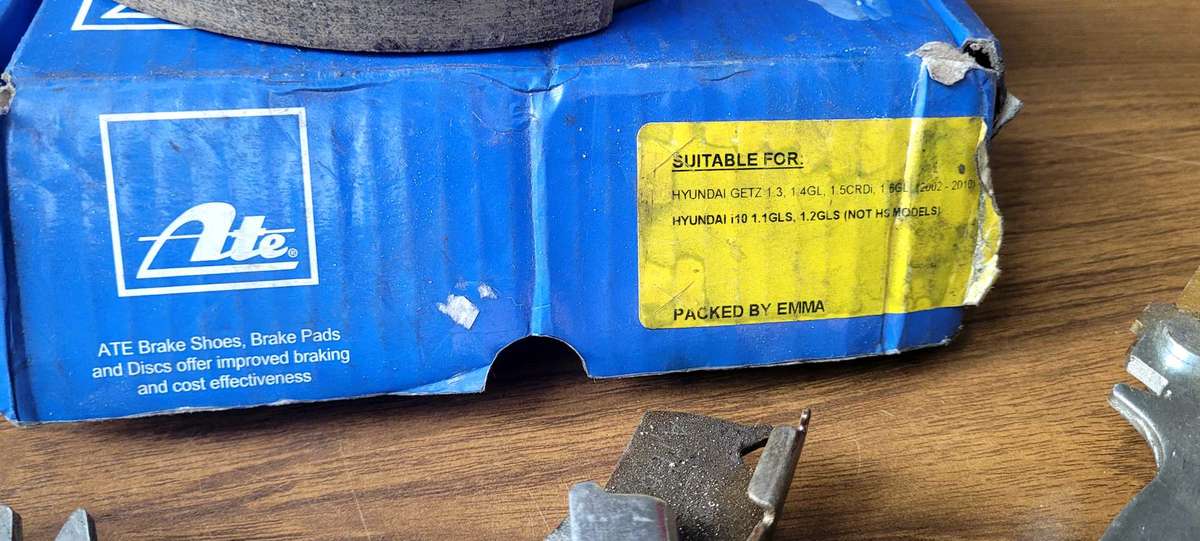 Ate®
ATE Brake Shoes, Brake Pads
and Discs offer improved braking
and cost effectiveness
SUITABLE FOR:
HYUNDAI GETZ 1.3, 1.4GL, 1.5CRDi, 1.6GL (2002 - 2010)
HYUNDAI i10 1.1GLS, 1.2GLS (NOT HS MODELS)
PACKED BY EMMA